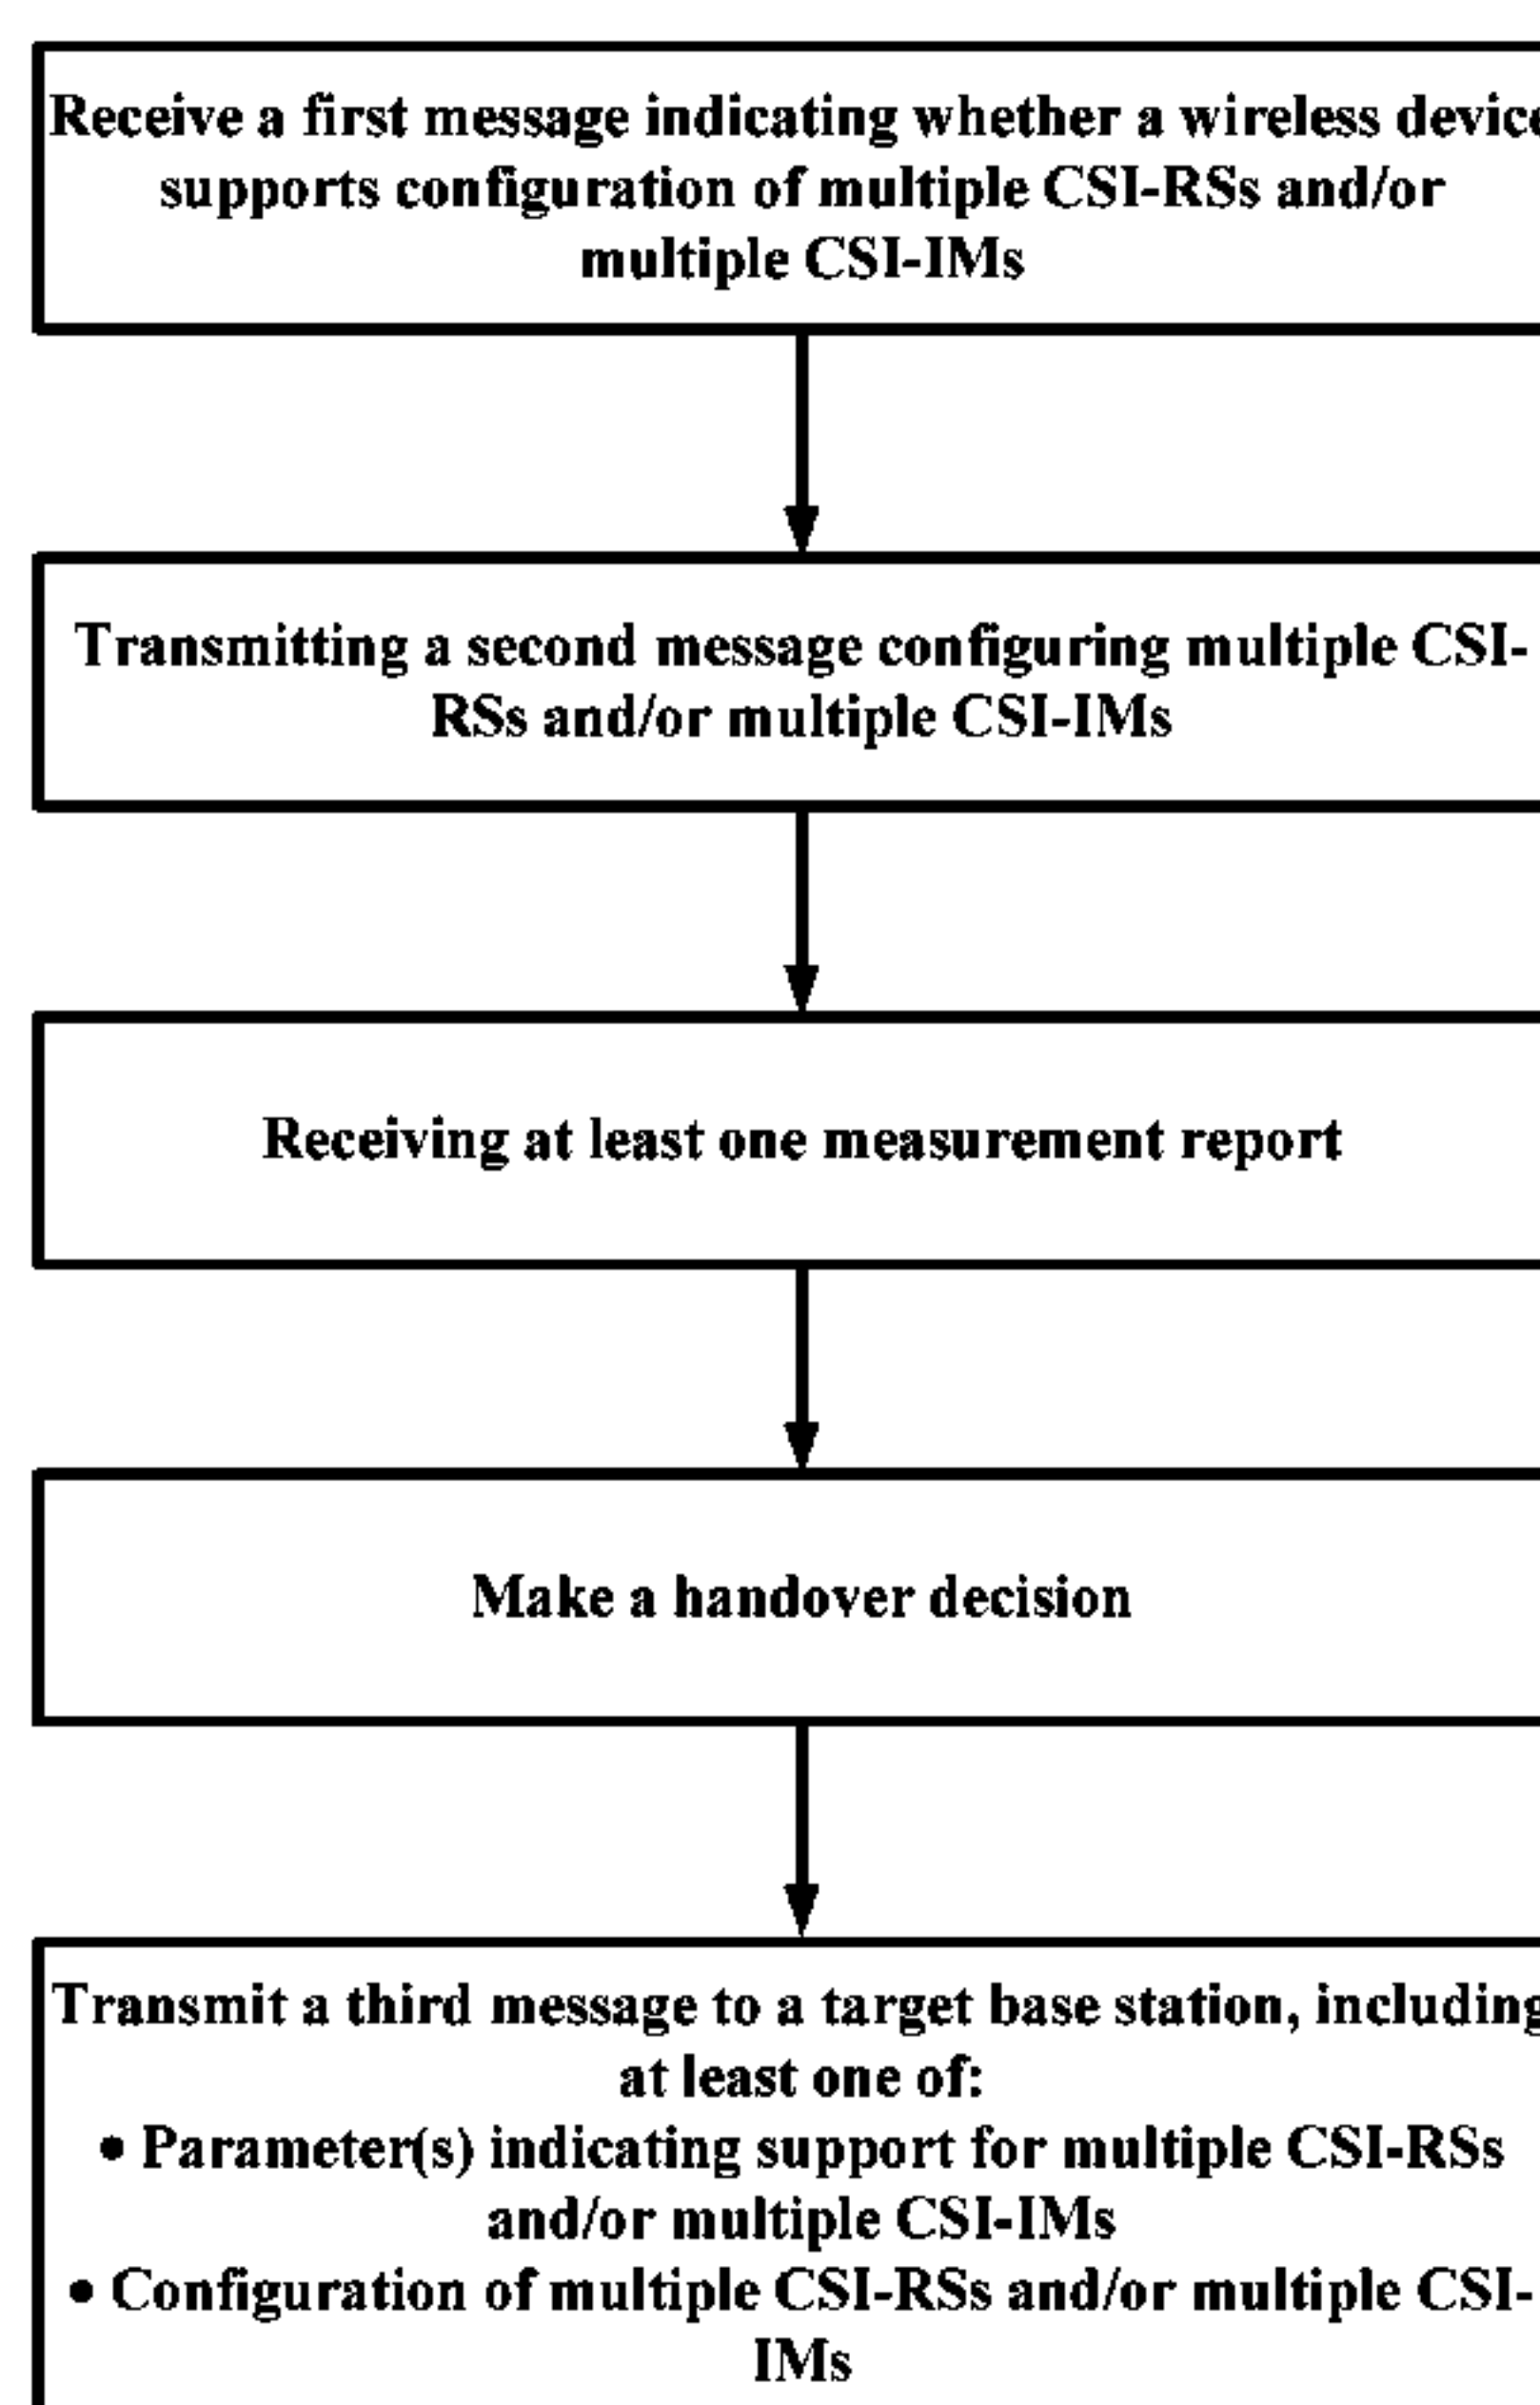 Receive a first message indicating whether a wireless device
supports configuration of multiple CSI-RSs and/or
multiple CSI-IMs
Transmitting a second message configuring multiple CSI-
RSs and/or multiple CSI-IMs
Receiving at least one measurement report
Make a handover decision
Transmit a third message to a target base station, including
at least one of:
• Parameter(s) indicating support for multiple CSI-RSs
and/or multiple CSI-IMs
• Configuration of multiple CSI-RSs and/or multiple CSI-
IMs